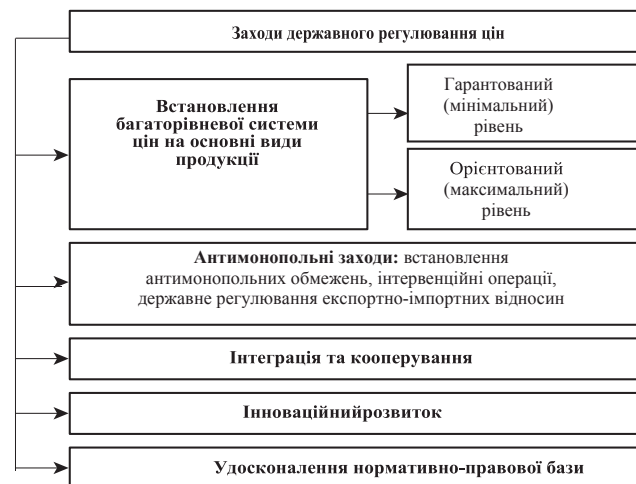 Заходи державного регулювання цін
Встановлення
багаторівневої системи
цін на основні види
продукції
Гарантований
(мінімальний)
рівень
Орієнтований
(максимальний)
рівень
Антимонопольні заходи: встановлення
антимонопольних обмежень, інтервенційні операції,
державне регулювання експортно-імпортних відносин
Інтеграція та кооперування
Інноваційнийрозвиток
Удосконалення нормативно-правової бази